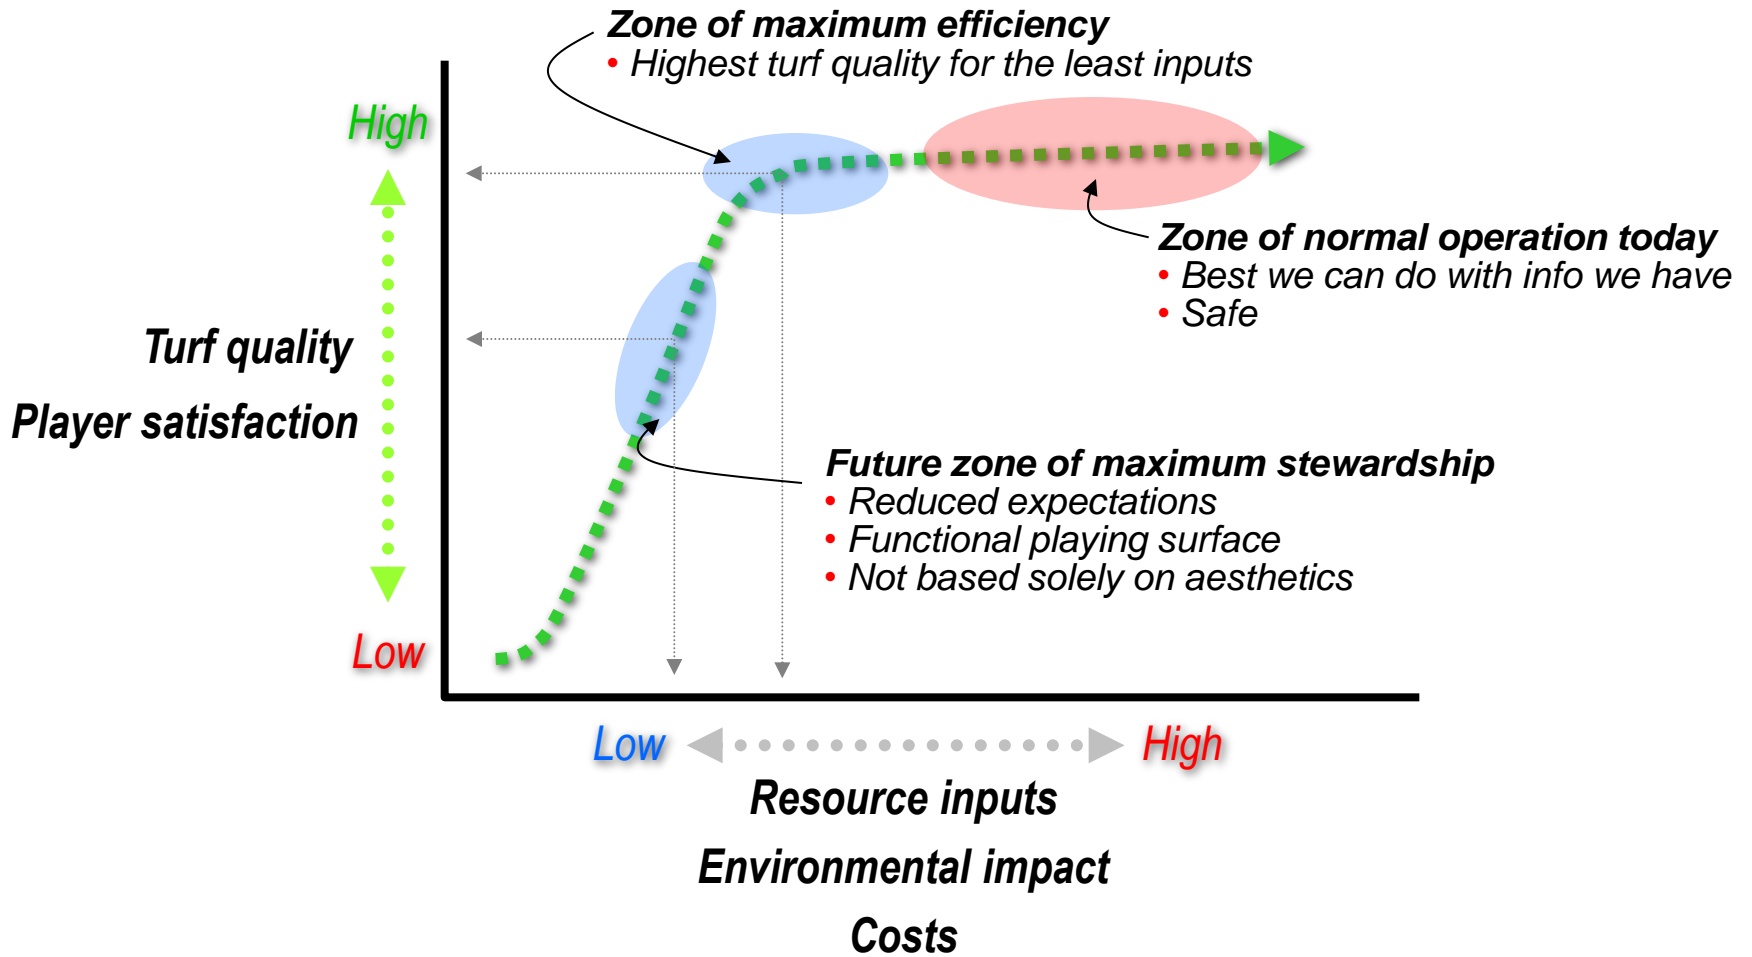 Zone of maximum efficiency
• Highest turf quality for the least inputs
High
Zone of normal operation today
• Best we can do with info we have
• Safe
Turf quality
Player satisfaction
Future zone of maximum stewardship
• Reduced expectations
• Functional playing surface
• Not based solely on aesthetics
Low
Low
High
Resource inputs
Environmental impact
Costs